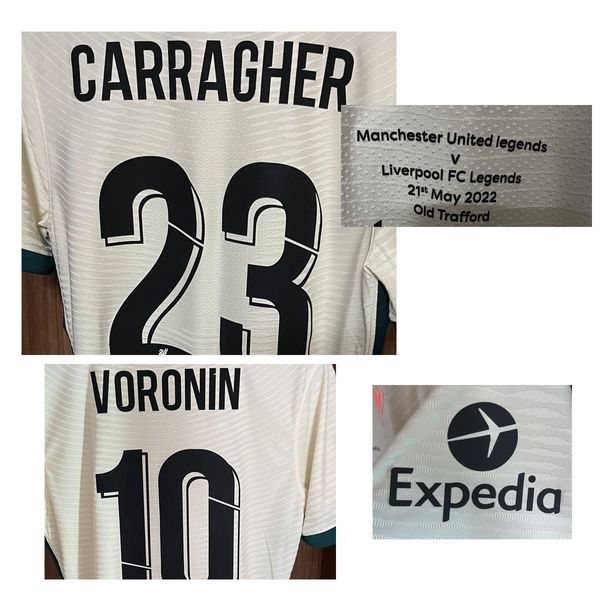 CARRAGHER
23
Manchester United legends
v
Liverpool FC Legends
21st May 2022
Old Trafford
VORONIN
10
Expedia